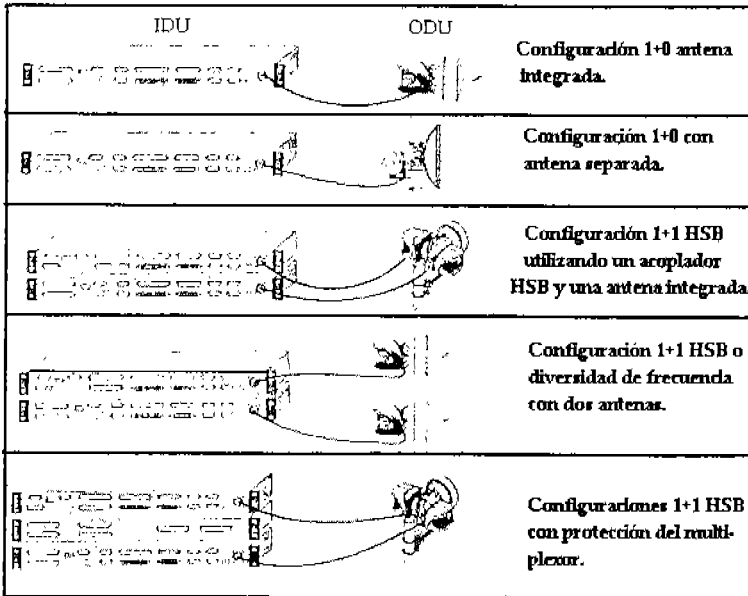 IDU ODU
Configuración 1+0 antena
integrada.
Configuración 1+0 con
antena separada.
Configuración 1+1 HSB
utilizando un acoplador
HSB y una antena integrada
Configuración 1+1 HSB o
diversidad de frecuencia
con dos antenas.
Configuraciones 1+1 HSB
con protección del multi-
plexor.